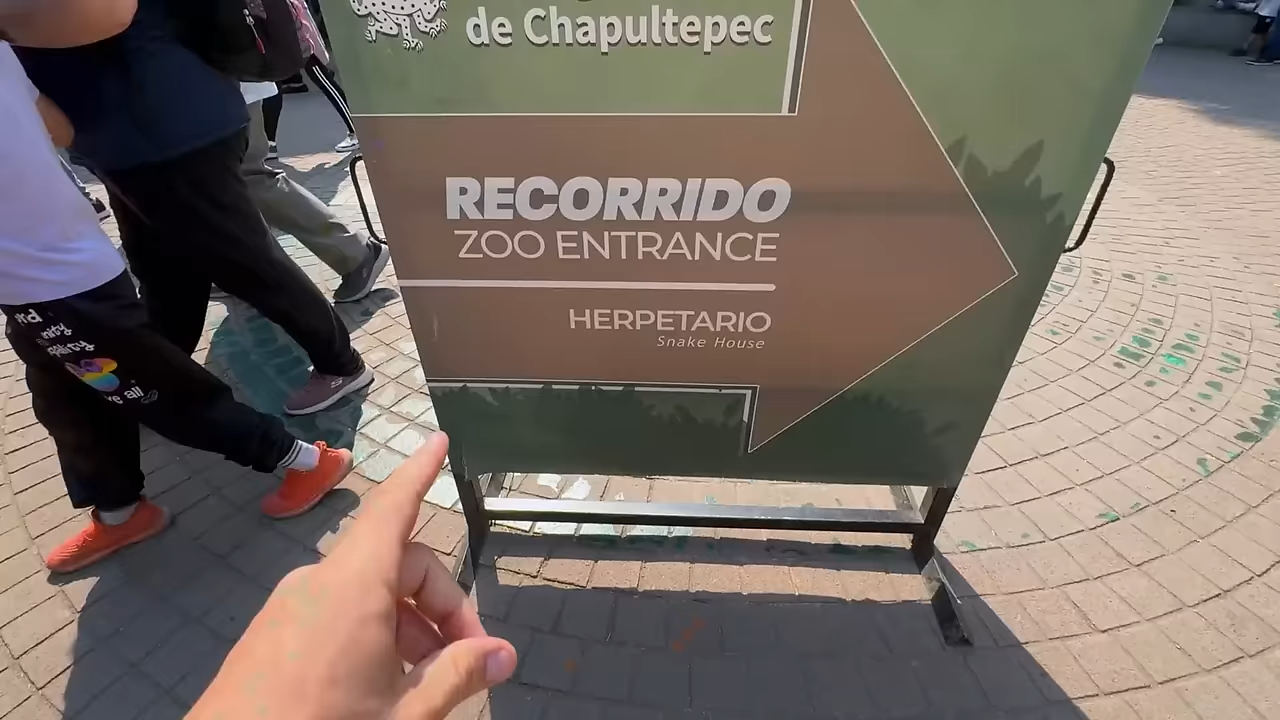 de Chapultepec
RECORRIDO
ZOO ENTRANCE
HERPETARIO
Snake House